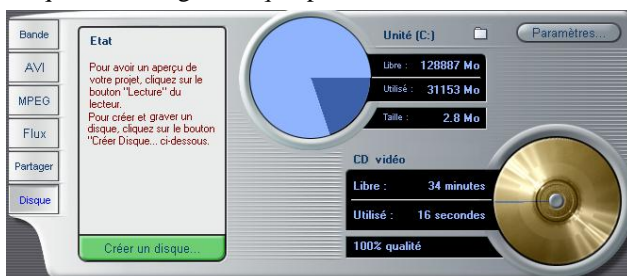 Bande
AVI
MPEG
Flux
Partager
Disque
Etat
Pour avoir un aperçu de
votre projet, cliquez sur le
bouton "Lecture" du
lecteur.
Pour créer et graver un
disque, cliquez sur le bouton
"Créer Disque... ci-dessous.
Créer un disque...
Unité (C:)
Paramètres...
Libre : 128887 Mo
Utilisé : 31153 Mo
Taille : 2.8 Mo
CD vidéo
Libre : 34 minutes
Utilisé : 16 secondes
100% qualité